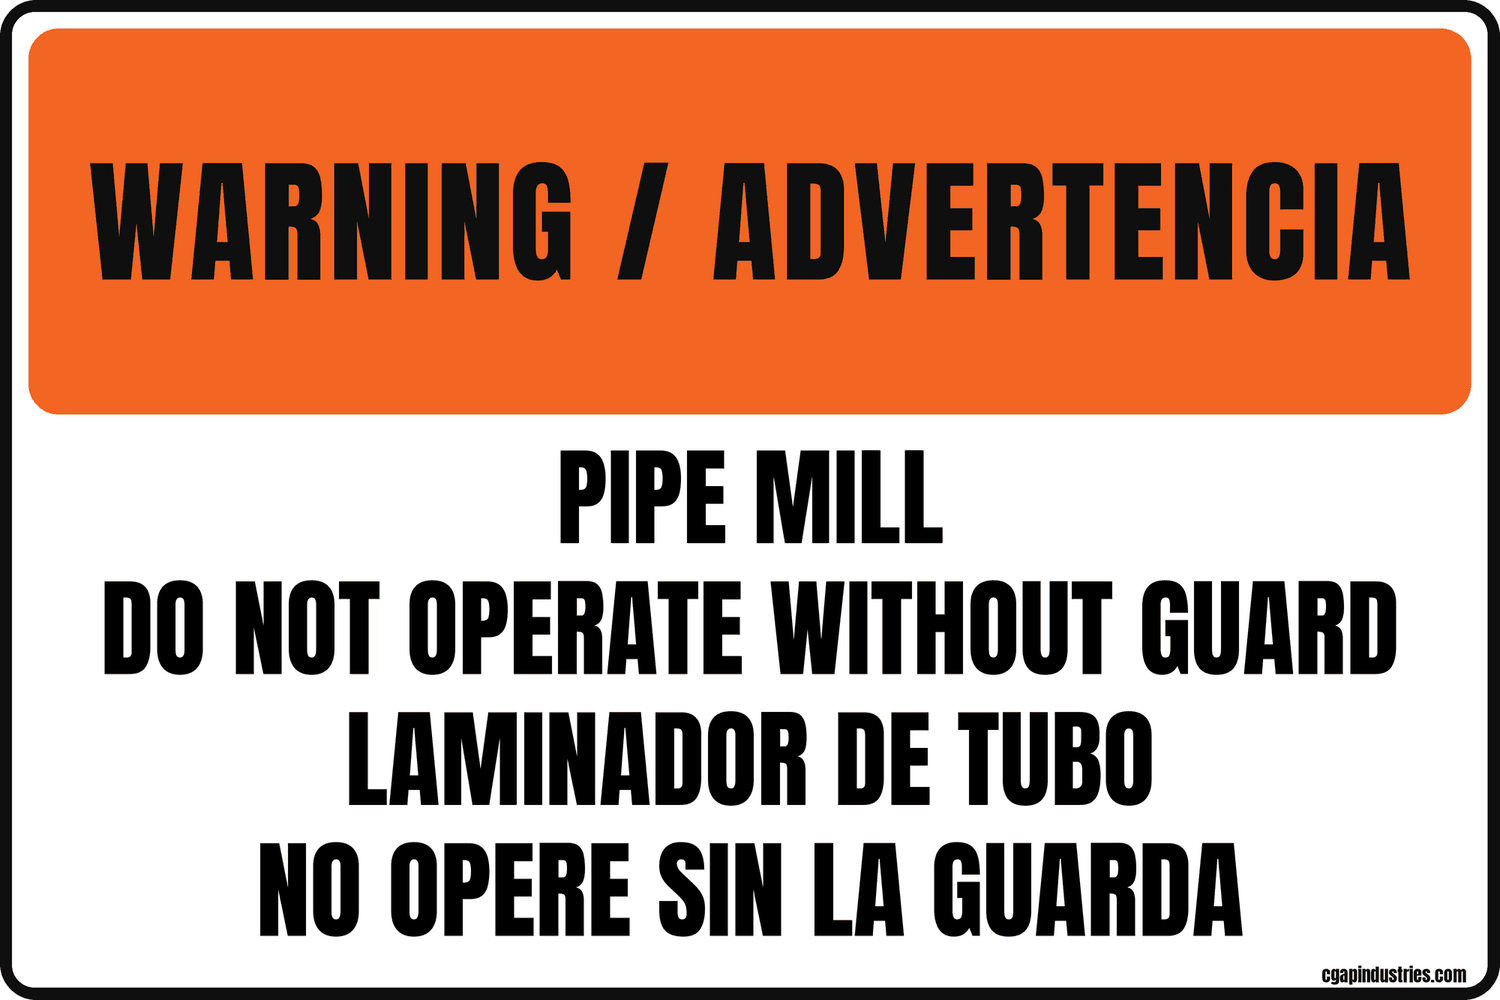 WARNING / ADVERTENCIA
PIPE MILL
DO NOT OPERATE WITHOUT GUARD
LAMINADOR DE TUBO
NO OPERE SIN LA GUARDA
cgapindustries.com